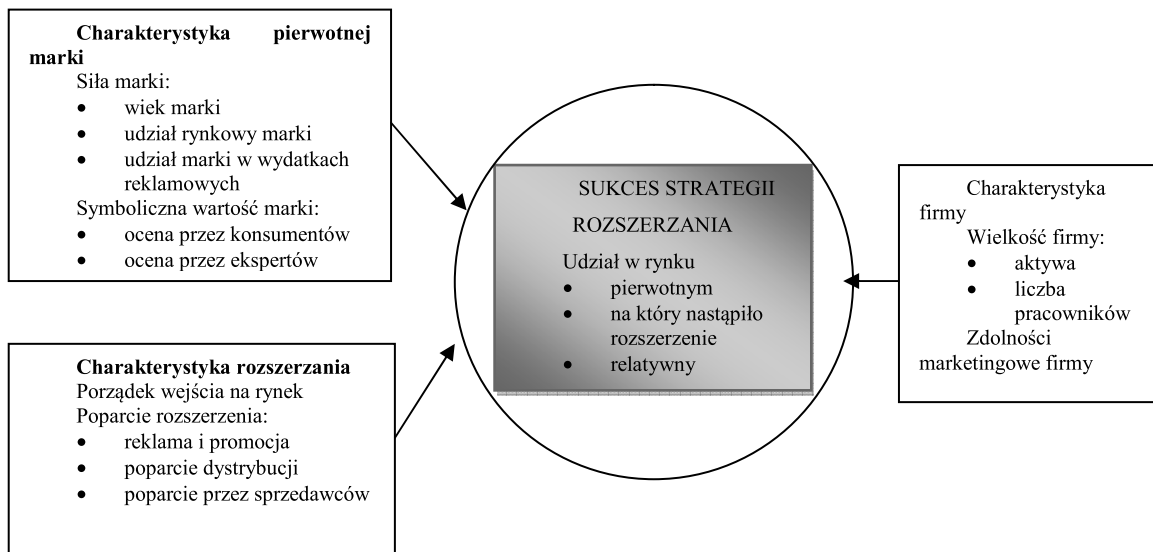 Charakterystyka pierwotnej
marki
Siła marki:
• wiek marki
• udział rynkowy marki
• udział marki w wydatkach
reklamowych
Symboliczna wartość marki:
• ocena przez konsumentów
• ocena przez ekspertów
Charakterystyka rozszerzania
Porządek wejścia na rynek
Poparcie rozszerzenia:
• reklama i promocja
• poparcie dystrybucji
• poparcie przez sprzedawców
SUKCES STRATEGII
ROZSZERZANIA
Udział w rynku
• pierwotnym
• na który nastąpiło
rozszerzenie
• relatywny
Charakterystyka
firmy
Wielkość firmy:
• aktywa
• liczba
pracowników
Zdolności
marketingowe firmy